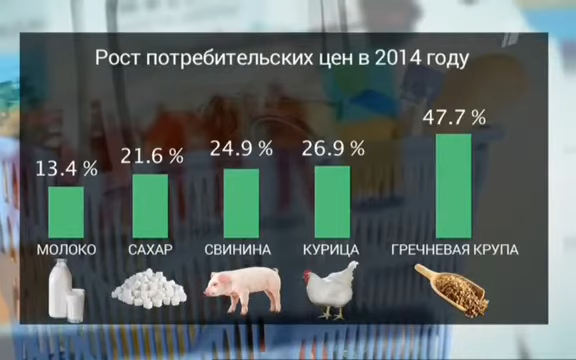 Рост потребительских цен в 2014 году
13.4 %
21.6 %
24.9 %
26.9 %
47.7 %
МОЛОКО
САХАР
СВИНИНА
КУРИЦА
ГРЕЧНЕВАЯ КРУПА